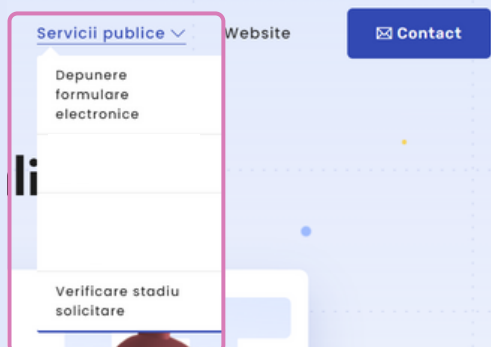 Servicii publice
Website
Contact
Depunere
formulare
electronice
li
Verificare stadiu
solicitare